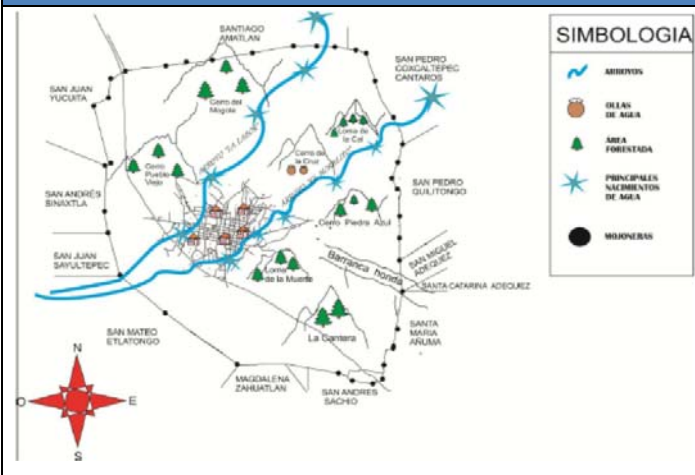 SANTIAGO
AMATLAN
SIMBOLOGIA
SAN PEDRO
COXCALTEPEC
CANTAROS
SAN JUAN
YUCUITA
Cerro del
Mogote
Loma de
la Cal
Cerro de
la Cruz
Cerro
Pueblo
Viejo
SAN ANDRÉS
SINAXTLA
SAN PEDRO
QUILITONGO
Cerro Piedra Azul
SAN JUAN
SAYULTEPEC
Loma
de la Muerte
Barranca honda
SAN MIGUEL
ADEQUEZ
SANTA CATARINA ADEQUEZ
La Cantera
SAN MATEO
ETLATONGO
SANTA
MARIA
AÑUMA
MAGDALENA
ZAHUATLAN
SAN ANDRES
SACHIO
N
O
E
S
ARROYOS
OLLAS
DE AGUA
ÁREA
FORESTADA
PRINCIPALES
NACIMIENTOS
DE AGUA
MOJONERAS